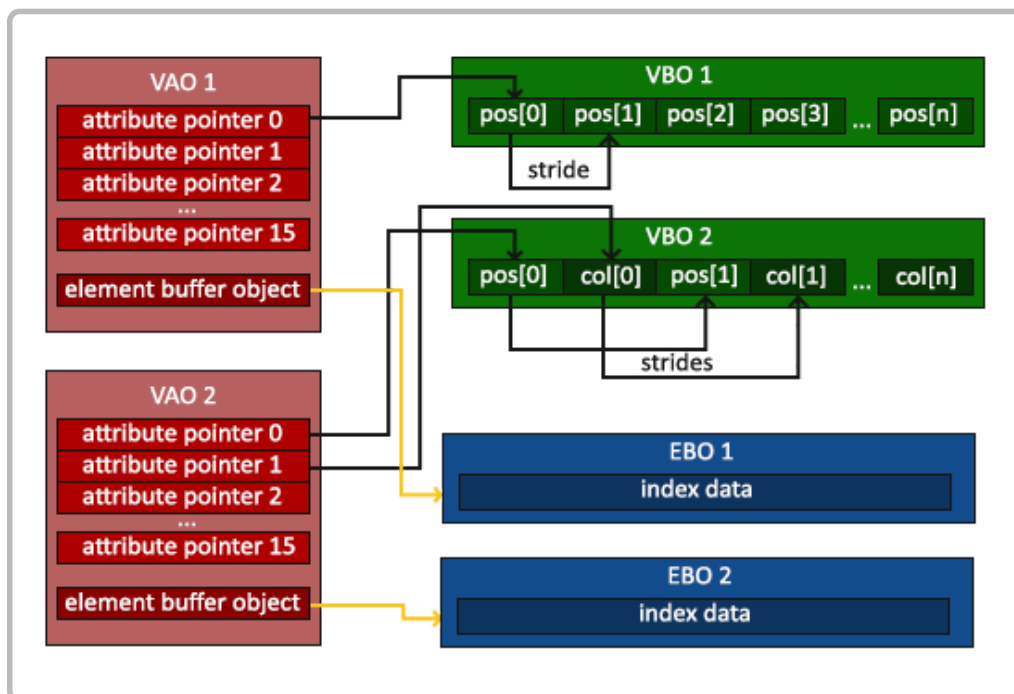 VAO 1
attribute pointer 0
attribute pointer 1
attribute pointer 2
...
attribute pointer 15
element buffer object
VAO 2
attribute pointer 0
attribute pointer 1
attribute pointer 2
...
attribute pointer 15
element buffer object
VBO 1
pos[0] pos[1] pos[2] pos[3] ... pos[n]
stride
VBO 2
pos[0] col[0] pos[1] col[1] ... col[n]
strides
EBO 1
index data
EBO 2
index data